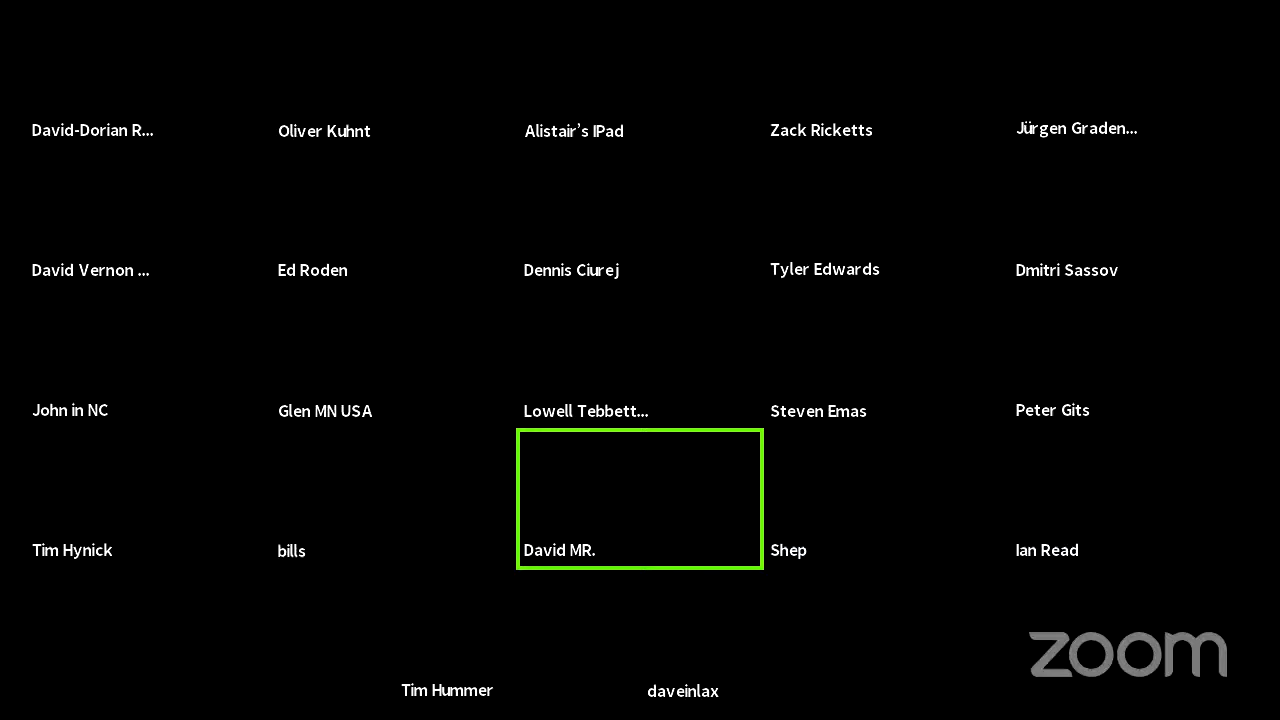 David-Dorian R...
Oliver Kuhnt
Alistair’s IPad
Zack Ricketts
Jürgen Graden...
David Vernon ...
Ed Roden
Dennis Ciurej
Tyler Edwards
Dmitri Sassov
John in NC
Glen MN USA
Lowell Tebbett...
Steven Emas
Peter Gits
Tim Hynick
bills
David MR.
Shep
Ian Read
Tim Hummer
daveinlax
zoom